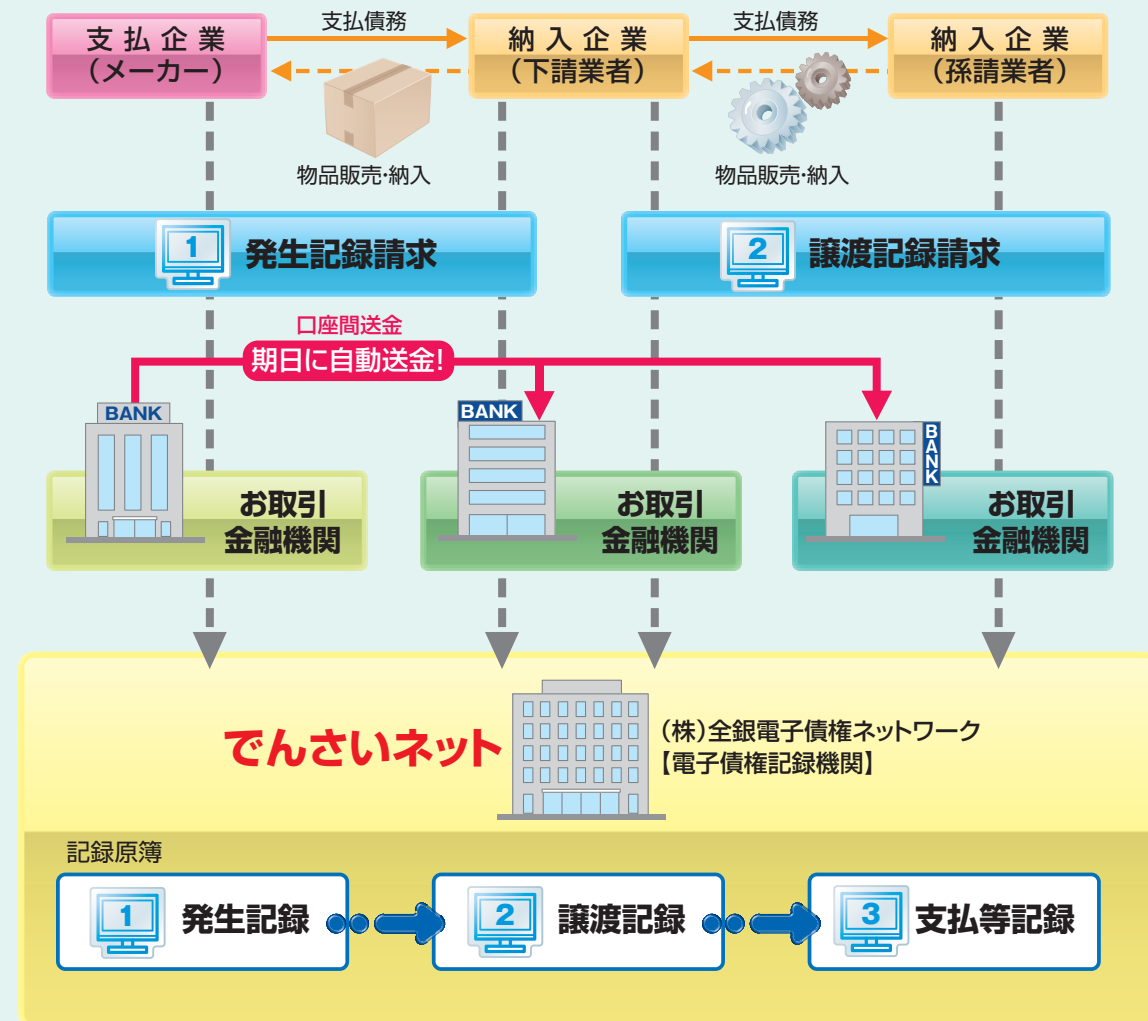 支払企業
（メーカー）
支払債務
納入企業
（下請業者）
支払債務
納入企業
（孫請業者）
物品販売・納入
物品販売・納入
1 発生記録請求
2 譲渡記録請求
口座間送金
期日に自動送金!
BANK
お取引
金融機関
BANK
お取引
金融機関
BANK
お取引
金融機関
でんさいネット
（株）全銀電子債権ネットワーク
【電子債権記録機関】
記録原簿
1 発生記録
2 譲渡記録
3 支払等記録